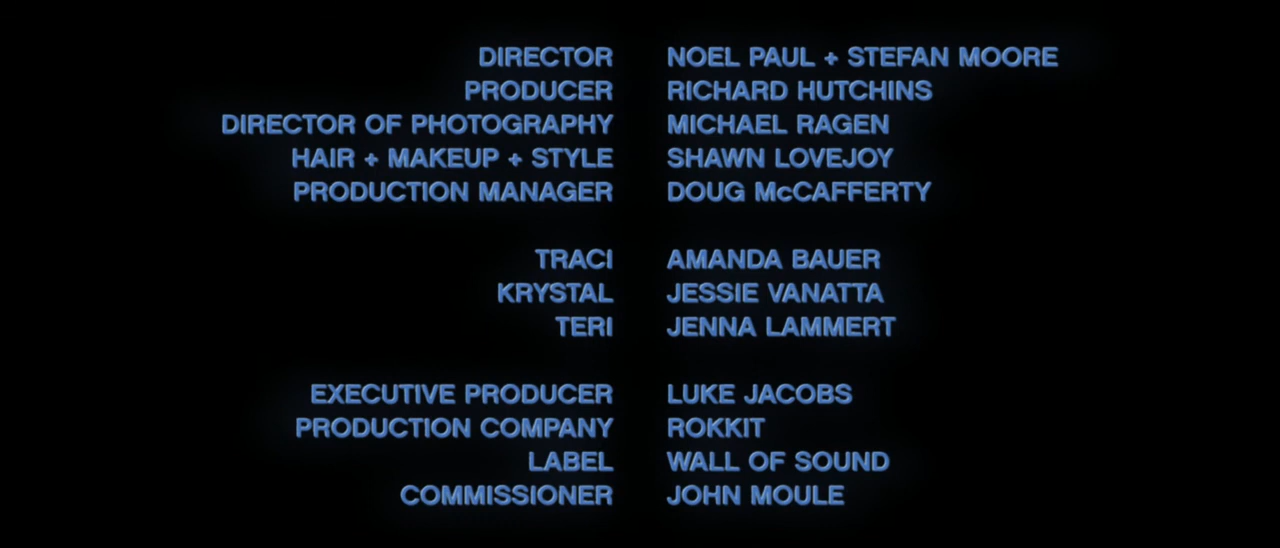 DIRECTOR NOEL PAUL + STEFAN MOORE
PRODUCER RICHARD HUTCHINS
DIRECTOR OF PHOTOGRAPHY MICHAEL RAGEN
HAIR + MAKEUP + STYLE SHAWN LOVEJOY
PRODUCTION MANAGER DOUG McCAFFERTY
TRACI AMANDA BAUER
KRYSTAL JESSIE VANATTA
TERI JENNA LAMMERT
EXECUTIVE PRODUCER LUKE JACOBS
PRODUCTION COMPANY ROKKIT
LABEL WALL OF SOUND
COMMISSIONER JOHN MOULE